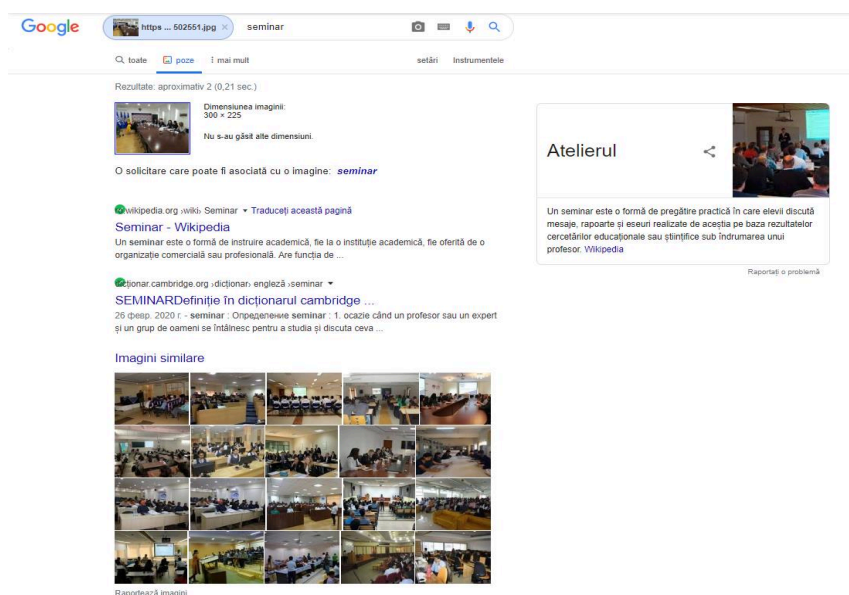 Google
https ... 502551.jpg × seminar
toate poze mai mult setări Instrumentele
Rezultate: aproximativ 2 (0,21 sec.)
Dimensiunea imaginii:
300 × 225
Nu s-au găsit alte dimensiuni.
O solicitare care poate fi asociată cu o imagine: seminar
wikipedia.org ›wiki› Seminar ▾ Traduceți această pagină
Seminar - Wikipedia
Un seminar este o formă de instruire academică, fie la o instituție academică, fie oferită de o
organizație comercială sau profesională. Are funcția de ...
dicționar.cambridge.org ›dicționar› engleză ›seminar ▾
SEMINARDefiniție în dicționarul cambridge ...
26 февр. 2020 г. - seminar : Определение seminar : 1. ocazie când un profesor sau un expert
și un grup de oameni se întâlnesc pentru a studia și discuta ceva ...
Imagini similare
Raportează imagini
Atelierul
Un seminar este o formă de pregătire practică în care elevii discută
mesaje, rapoarte și eseuri realizate de aceștia pe baza rezultatelor
cercetărilor educaționale sau științifice sub îndrumarea unui
profesor. Wikipedia
Raportați o problemă